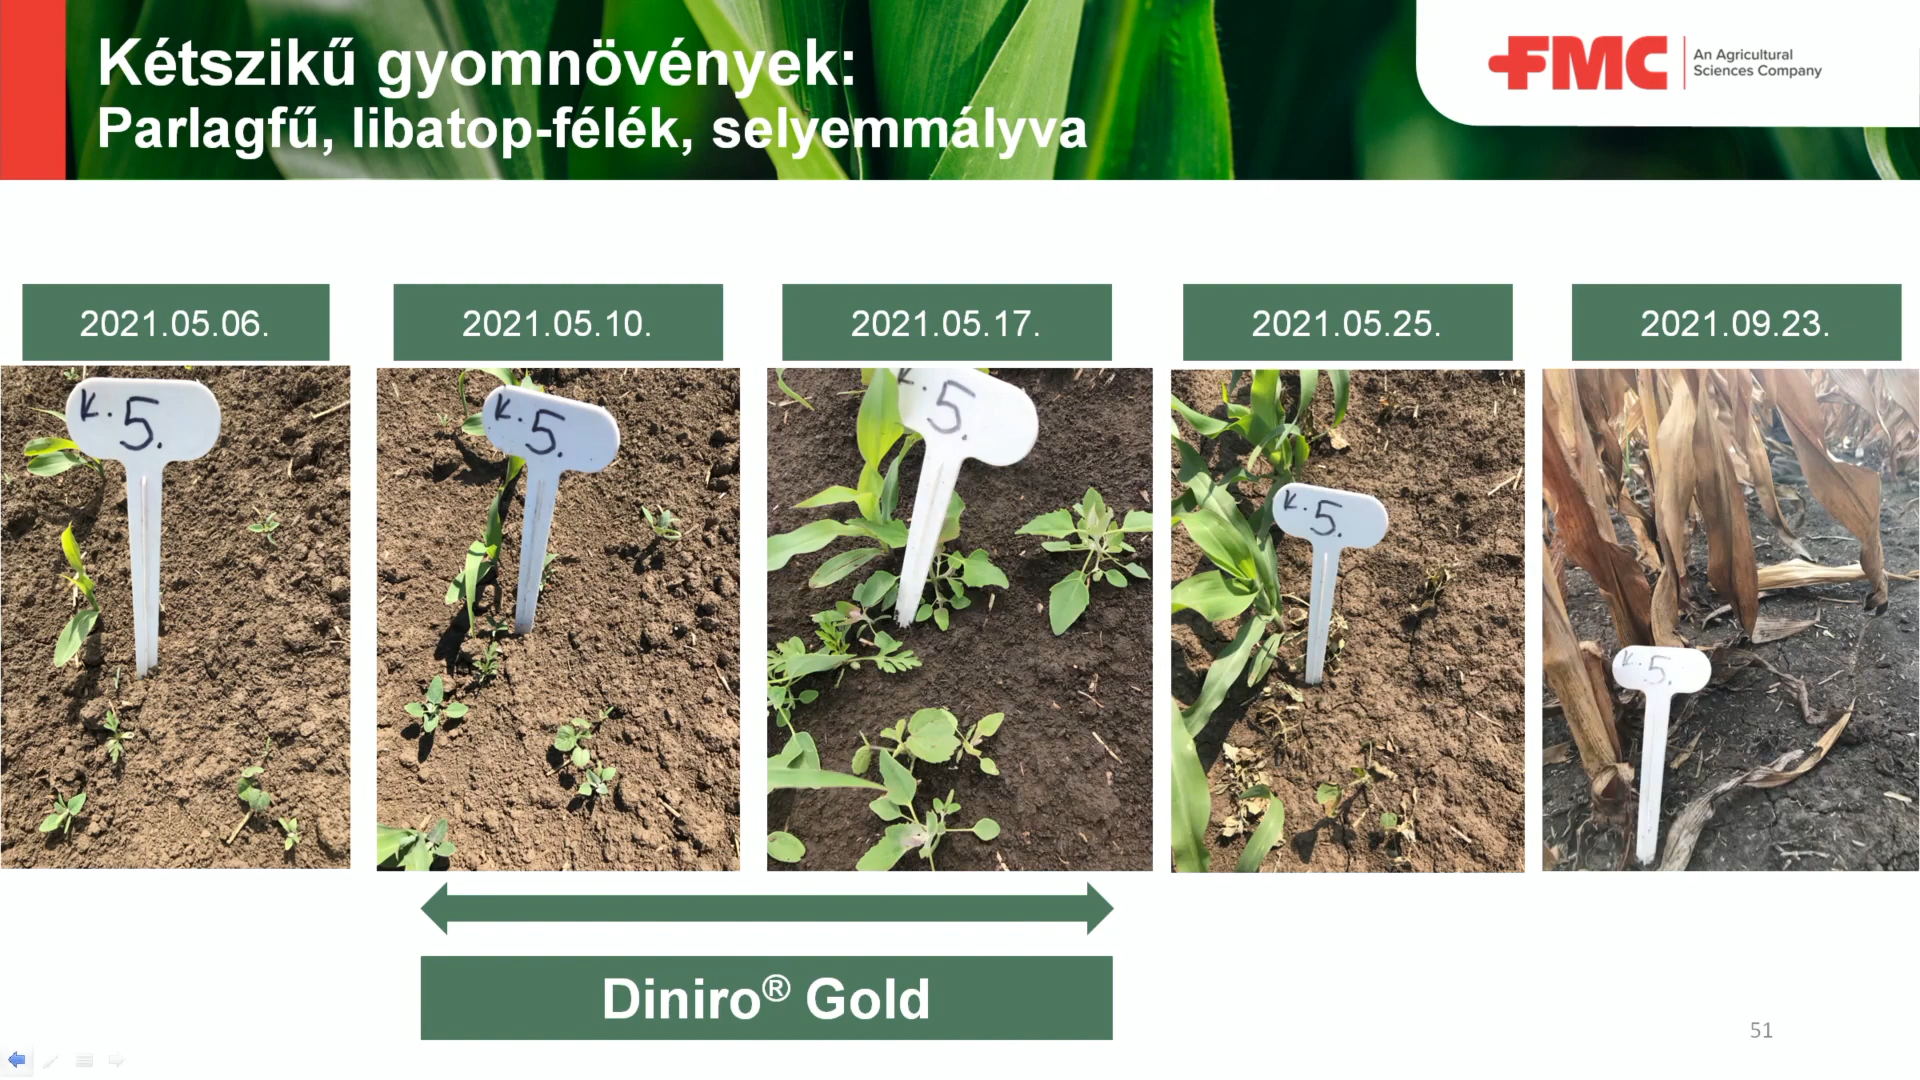 Kétszikű gyomnövények:
Parlagfű, libatop-félék, selyemmályva
FMC
An Agricultural
Sciences Company
2021.05.06.
2021.05.10.
2021.05.17.
2021.05.25.
2021.09.23.
K. 5.
K. 5.
K. 5.
K. 5.
K. 5.
Diniro® Gold
51